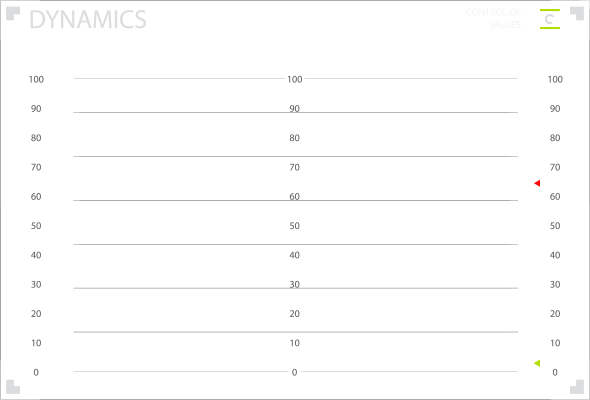 DYNAMICS
CONTROL OF
VALUES
C
100 100 100
90 90 90
80 80 80
70 70 70
60 60 60
50 50 50
40 40 40
30 30 30
20 20 20
10 10 10
0 0 0